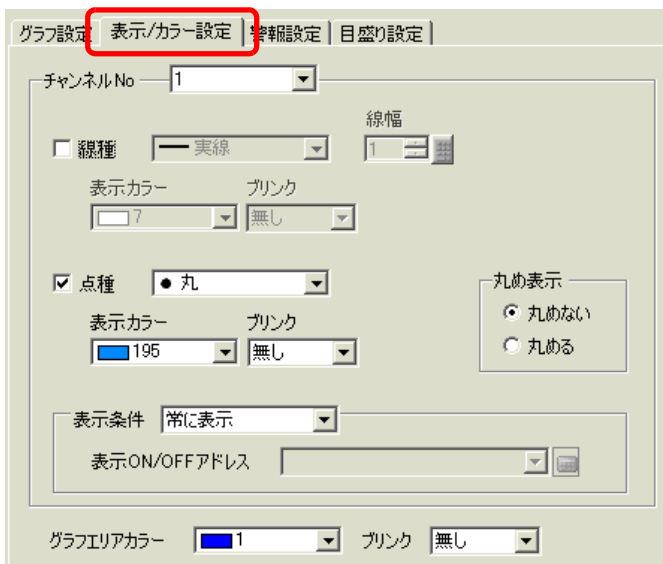 グラフ設定 表示/カラー設定 警報設定 目盛り設定
チャンネルNo 1
線幅
線種 実線 1
表示カラー ブリンク
7 無し
点種 ● 丸
丸め表示
丸めない
丸める
表示カラー ブリンク
195 無し
表示条件 常に表示
表示ON/OFFアドレス
グラフエリアカラー 1 ブリンク 無し